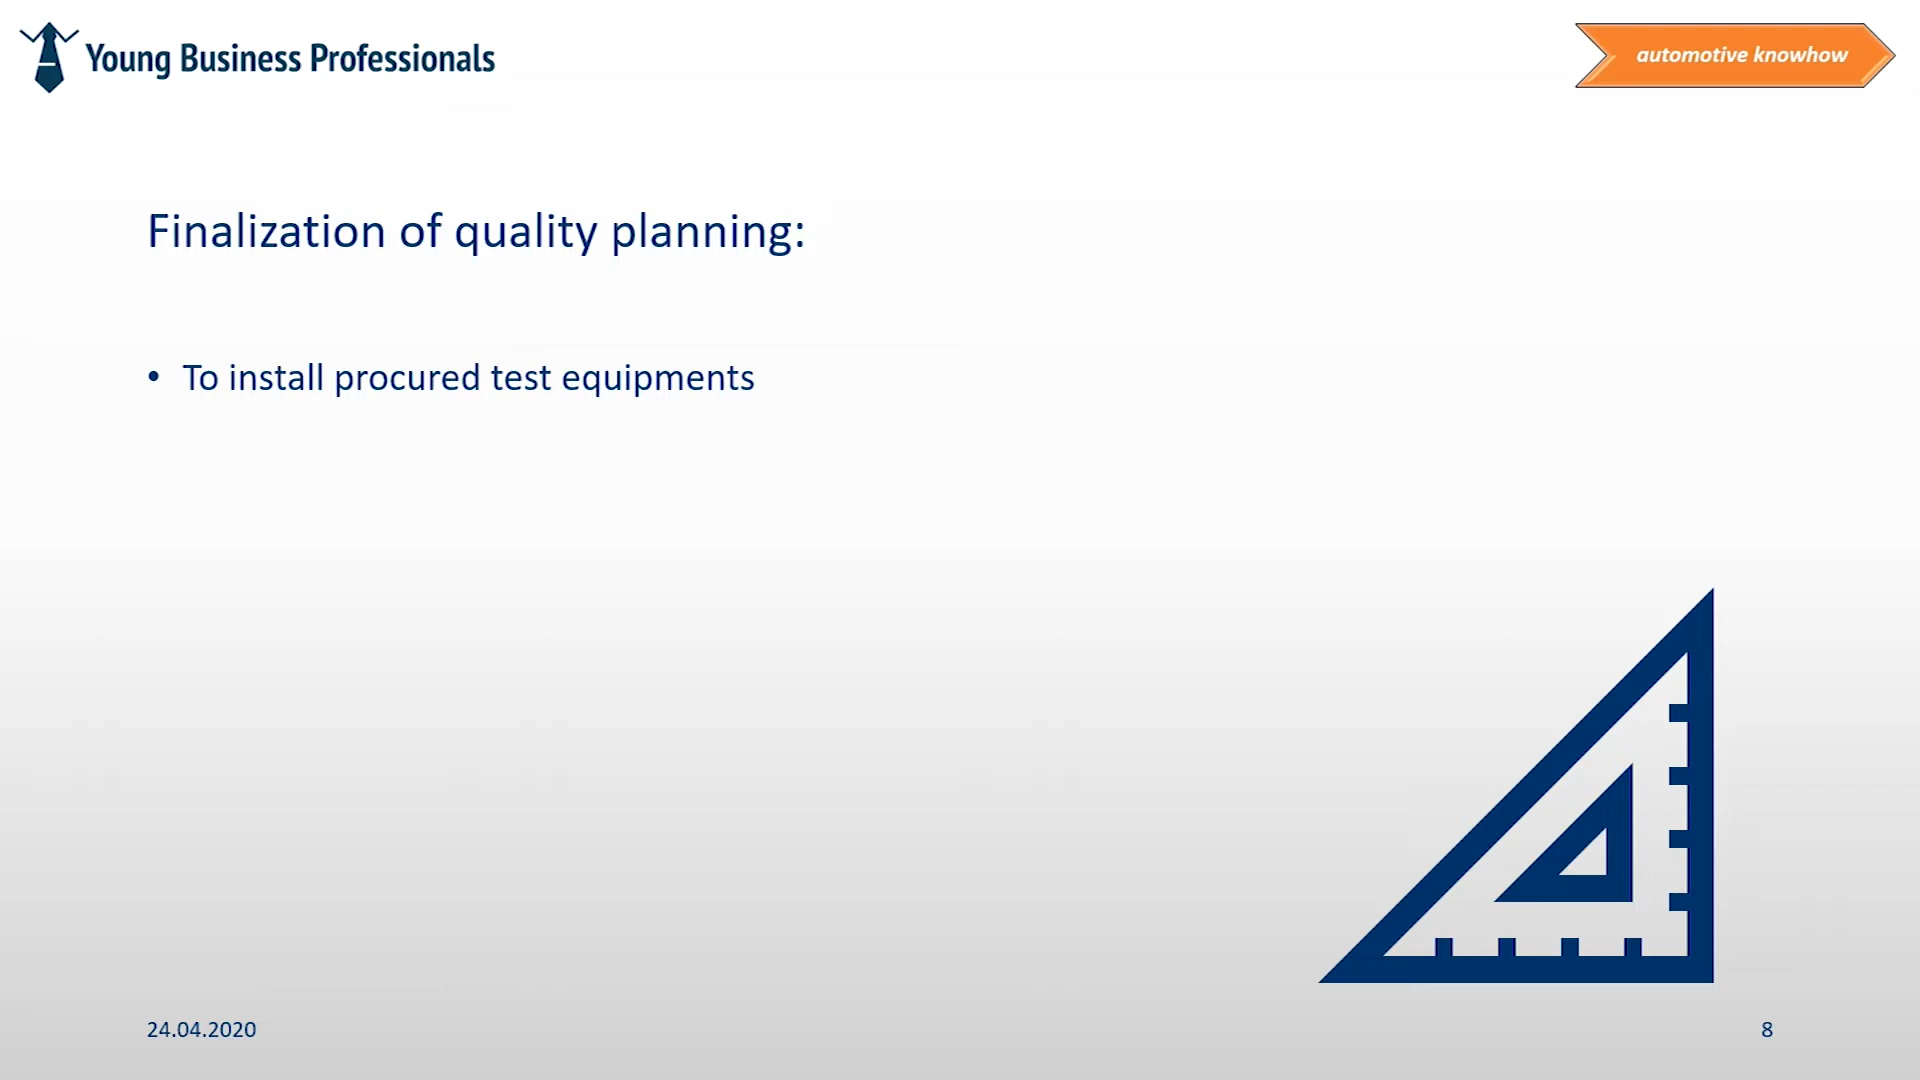 Young Business Professionals
automotive knowhow
Finalization of quality planning:
• To install procured test equipments
24.04.2020
8